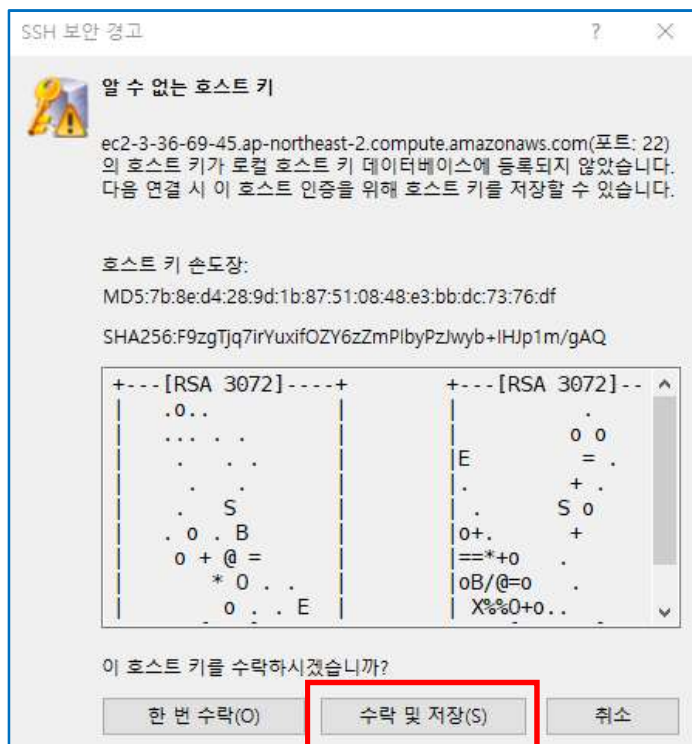 SSH 보안 경고
알 수 없는 호스트 키
ec2-3-36-69-45.ap-northeast-2.compute.amazonaws.com(포트: 22)
의 호스트 키가 로컬 호스트 키 데이터베이스에 등록되지 않았습니다.
다음 연결 시 이 호스트 인증을 위해 호스트 키를 저장할 수 있습니다.
호스트 키 손도장:
MD5:7b:8e:d4:28:9d:1b:87:51:08:48:e3:bb:dc:73:76:df
SHA256:F9zgTjq7irYuxifOZY6zZmPIbyPzJwyb+IHJp1m/gAQ
+---[RSA 3072]----+ +---[RSA 3072]--
| .o.. | | .
| ... . . | | o o
| . . . | |E = .
| . . | |. + .
| . S | | . S o
| . o . B | |o+. +
| o + @ = | |==*+o .
| * O . . | |oB/@=o .
| o . . E | | X%%O+o..
이 호스트 키를 수락하시겠습니까?
한 번 수락(O) 수락 및 저장(S) 취소